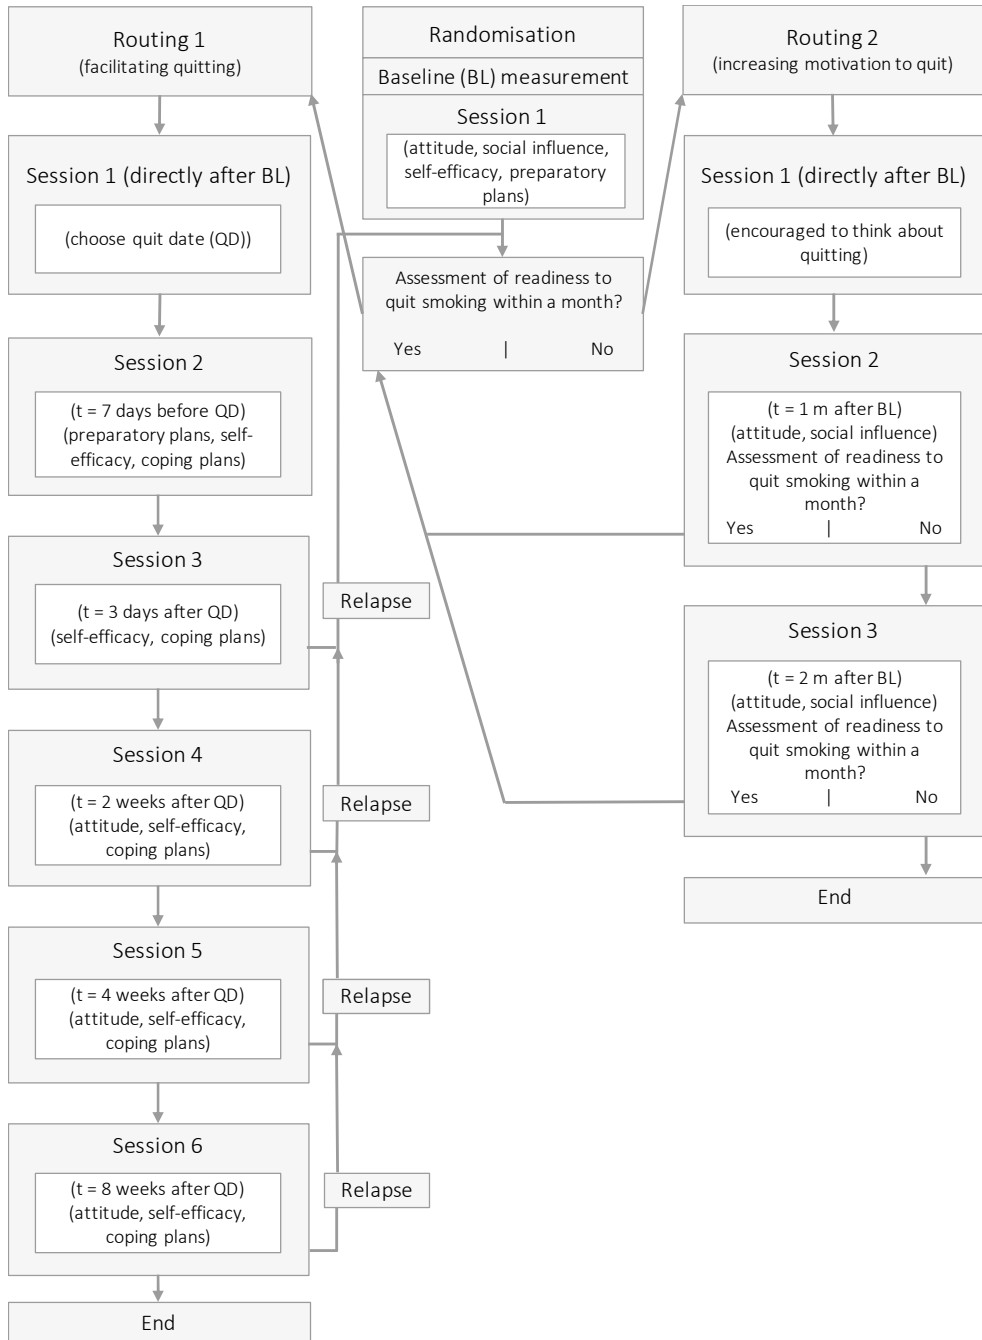 Routing 1
(facilitating quitting)
Session 1 (directly after BL)
(choose quit date (QD))
Session 2
(t = 7 days before QD)
(preparatory plans, self-
efficacy, coping plans)
Session 3
(t = 3 days after QD)
(self-efficacy, coping plans)
Session 4
(t = 2 weeks after QD)
(attitude, self-efficacy,
coping plans)
Session 5
(t = 4 weeks after QD)
(attitude, self-efficacy,
coping plans)
Session 6
(t = 8 weeks after QD)
(attitude, self-efficacy,
coping plans)
End
Randomisation
Baseline (BL) measurement
Session 1
(attitude, social influence,
self-efficacy, preparatory
plans)
Assessment of readiness to
quit smoking within a month?
Yes | No
Relapse
Relapse
Relapse
Relapse
Routing 2
(increasing motivation to quit)
Session 1 (directly after BL)
(encouraged to think about
quitting)
Session 2
(t = 1 m after BL)
(attitude, social influence)
Assessment of readiness to
quit smoking within a
month?
Yes | No
Session 3
(t = 2 m after BL)
(attitude, social influence)
Assessment of readiness to
quit smoking within a
month?
Yes | No
End